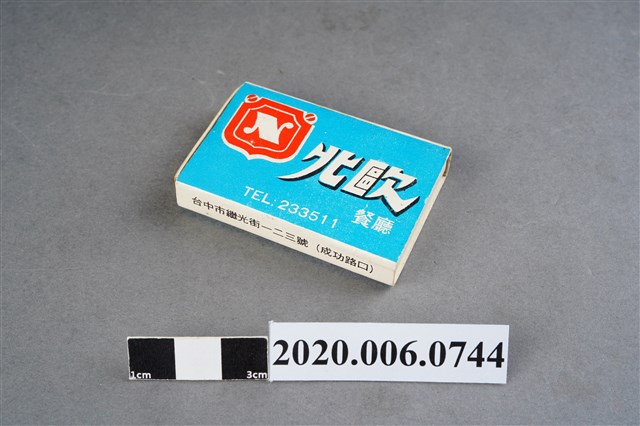 N
北歐
餐廳
TEL:233511
台中市繼光街一二三號（成功路口）
1cm 3cm
2020.006.0744